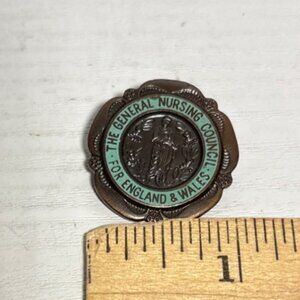 THE GENERAL NURSING COUNCIL
FOR ENGLAND & WALES
1